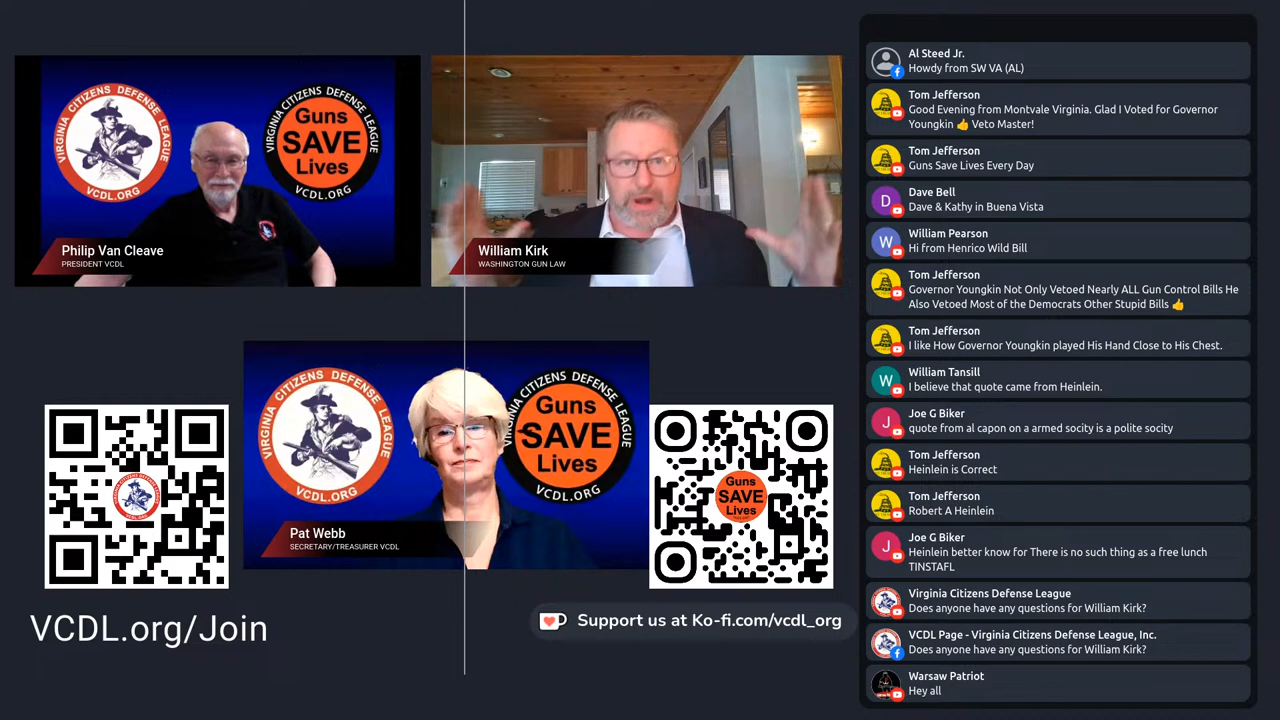 VIRGINIA CITIZENS DEFENSE LEAGUE
VCDL.ORG
VIRGINIA CITIZENS DEFENSE LEAGUE
Guns
SAVE
Lives
VCDL.ORG
Philip Van Cleave
PRESIDENT VCDL
William Kirk
WASHINGTON GUN LAW
VIRGINIA CITIZENS DEFENSE LEAGUE
VCDL.ORG
VIRGINIA CITIZENS DEFENSE LEAGUE
Guns
SAVE
Lives
VCDL.ORG
Pat Webb
SECRETARY/TREASURER VCDL
Guns
SAVE
Lives
VCDL.org/Join
Support us at Ko-fi.com/vcdl_org
Al Steed Jr.
Howdy from SW VA (AL)
Tom Jefferson
Good Evening from Montvale Virginia. Glad I Voted for Governor
Youngkin 👍 Veto Master!
Tom Jefferson
Guns Save Lives Every Day
D
Dave Bell
Dave & Kathy in Buena Vista
W
William Pearson
Hi from Henrico Wild Bill
Tom Jefferson
Governor Youngkin Not Only Vetoed Nearly ALL Gun Control Bills He
Also Vetoed Most of the Democrats Other Stupid Bills 👍
Tom Jefferson
I like How Governor Youngkin played His Hand Close to His Chest.
W
William Tansill
I believe that quote came from Heinlein.
J
Joe G Biker
quote from al capon on a armed socity is a polite socity
Tom Jefferson
Heinlein is Correct
Tom Jefferson
Robert A Heinlein
J
Joe G Biker
Heinlein better know for There is no such thing as a free lunch
TINSTAFL
Virginia Citizens Defense League
Does anyone have any questions for William Kirk?
VCDL Page - Virginia Citizens Defense League, Inc.
Does anyone have any questions for William Kirk?
Warsaw Patriot
Hey all